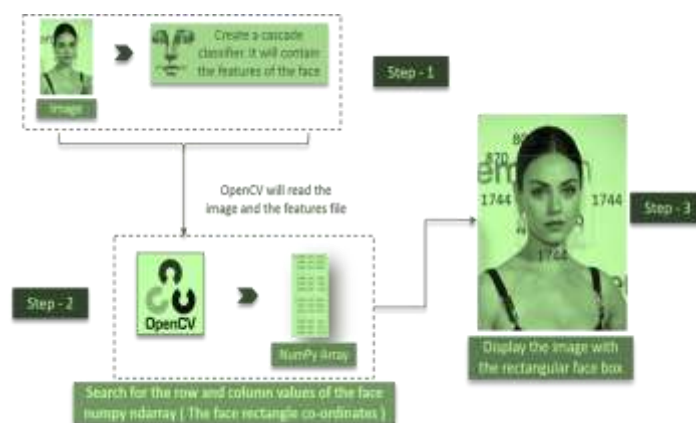 Create a cascade
classifier. It will contain
the features of the face
Image
Step - 1
OpenCV will read the
image and the features file
OpenCV
NumPy Array
Step - 2
Search for the row and column values of the face
numpy ndarray ( The face rectangle co-ordinates )
870
1744
1744
1744
Step - 3
Display the image with
the rectangular face box